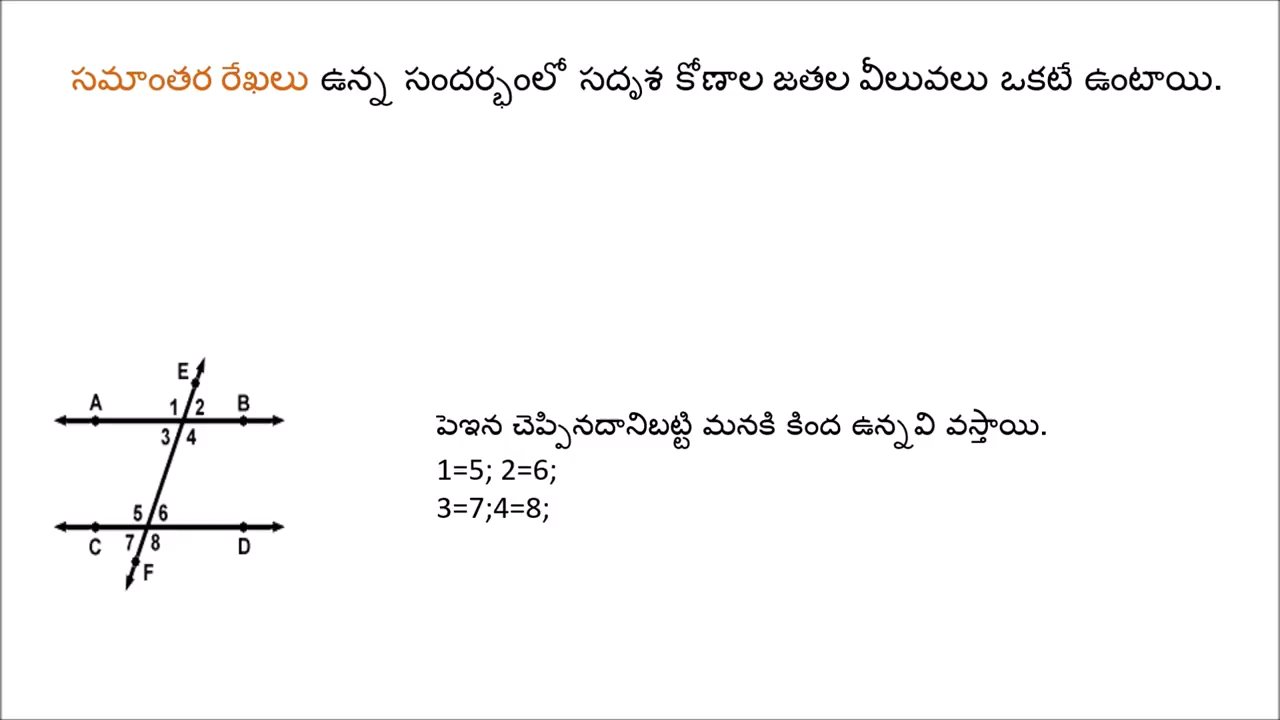 సమాంతర రేఖలు ఉన్న సందర్భంలో సదృశ కోణాల జతల వీలువలు ఒకటే ఉంటాయి.
E
A 1 2 B
3 4
5 6
C 7 8 D
F
పెఇన చెప్పినదానిబట్టి మనకి కింద ఉన్నవి వస్తాయి.
1=5; 2=6;
3=7;4=8;